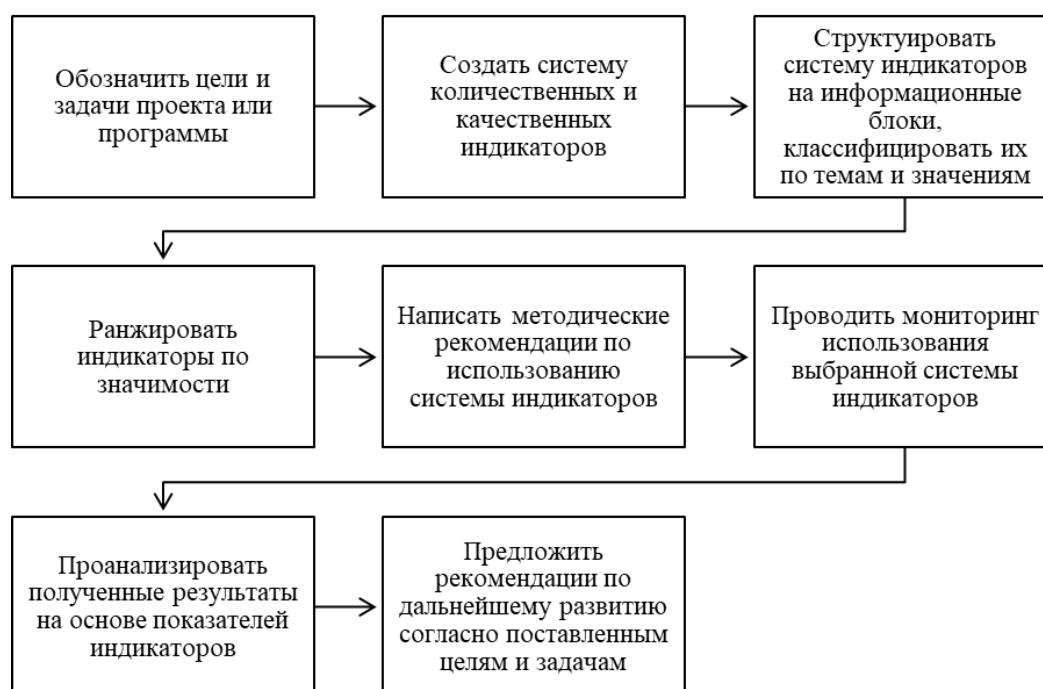 Обозначить цели и
задачи проекта или
программы
Создать систему
количественных и
качественных
индикаторов
Структуировать
систему индикаторов
на информационные
блоки,
классифицировать их
по темам и значениям
Ранжировать
индикаторы по
значимости
Написать методические
рекомендации по
использованию
системы индикаторов
Проводить мониторинг
использования
выбранной системы
индикаторов
Проанализировать
полученные результаты
на основе показателей
индикаторов
Предложить
рекомендации по
дальнейшему развитию
согласно поставленным
целям и задачам